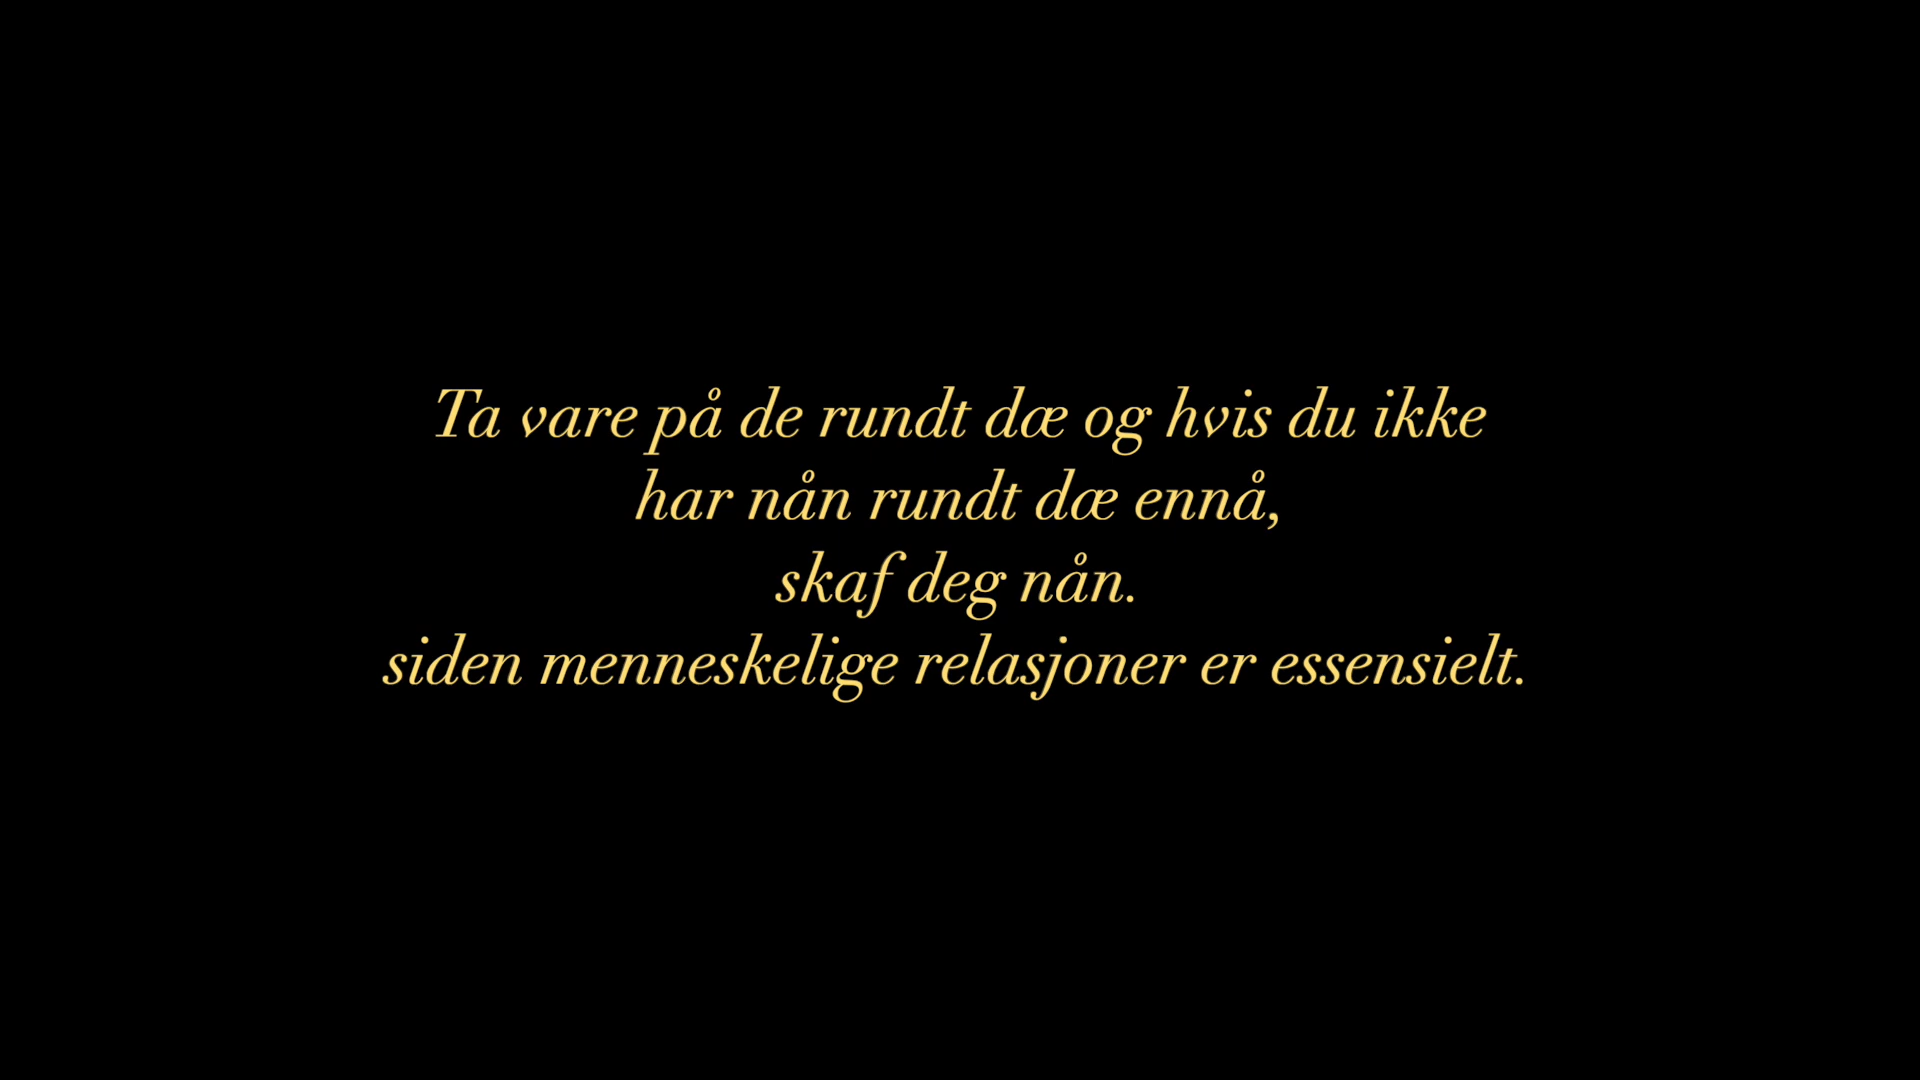 Ta vare på de rundt dæ og hvis du ikke
har nån rundt dæ ennå,
skaf deg nån.
siden menneskelige relasjoner er essensielt.